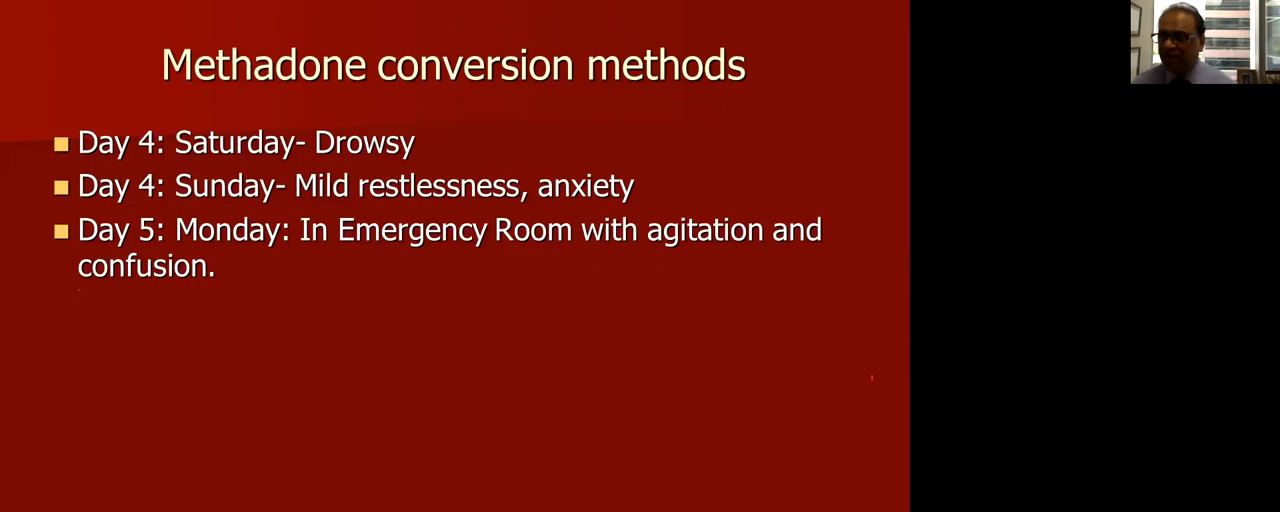 Methadone conversion methods
Day 4: Saturday- Drowsy
Day 4: Sunday- Mild restlessness, anxiety
Day 5: Monday: In Emergency Room with agitation and
confusion.